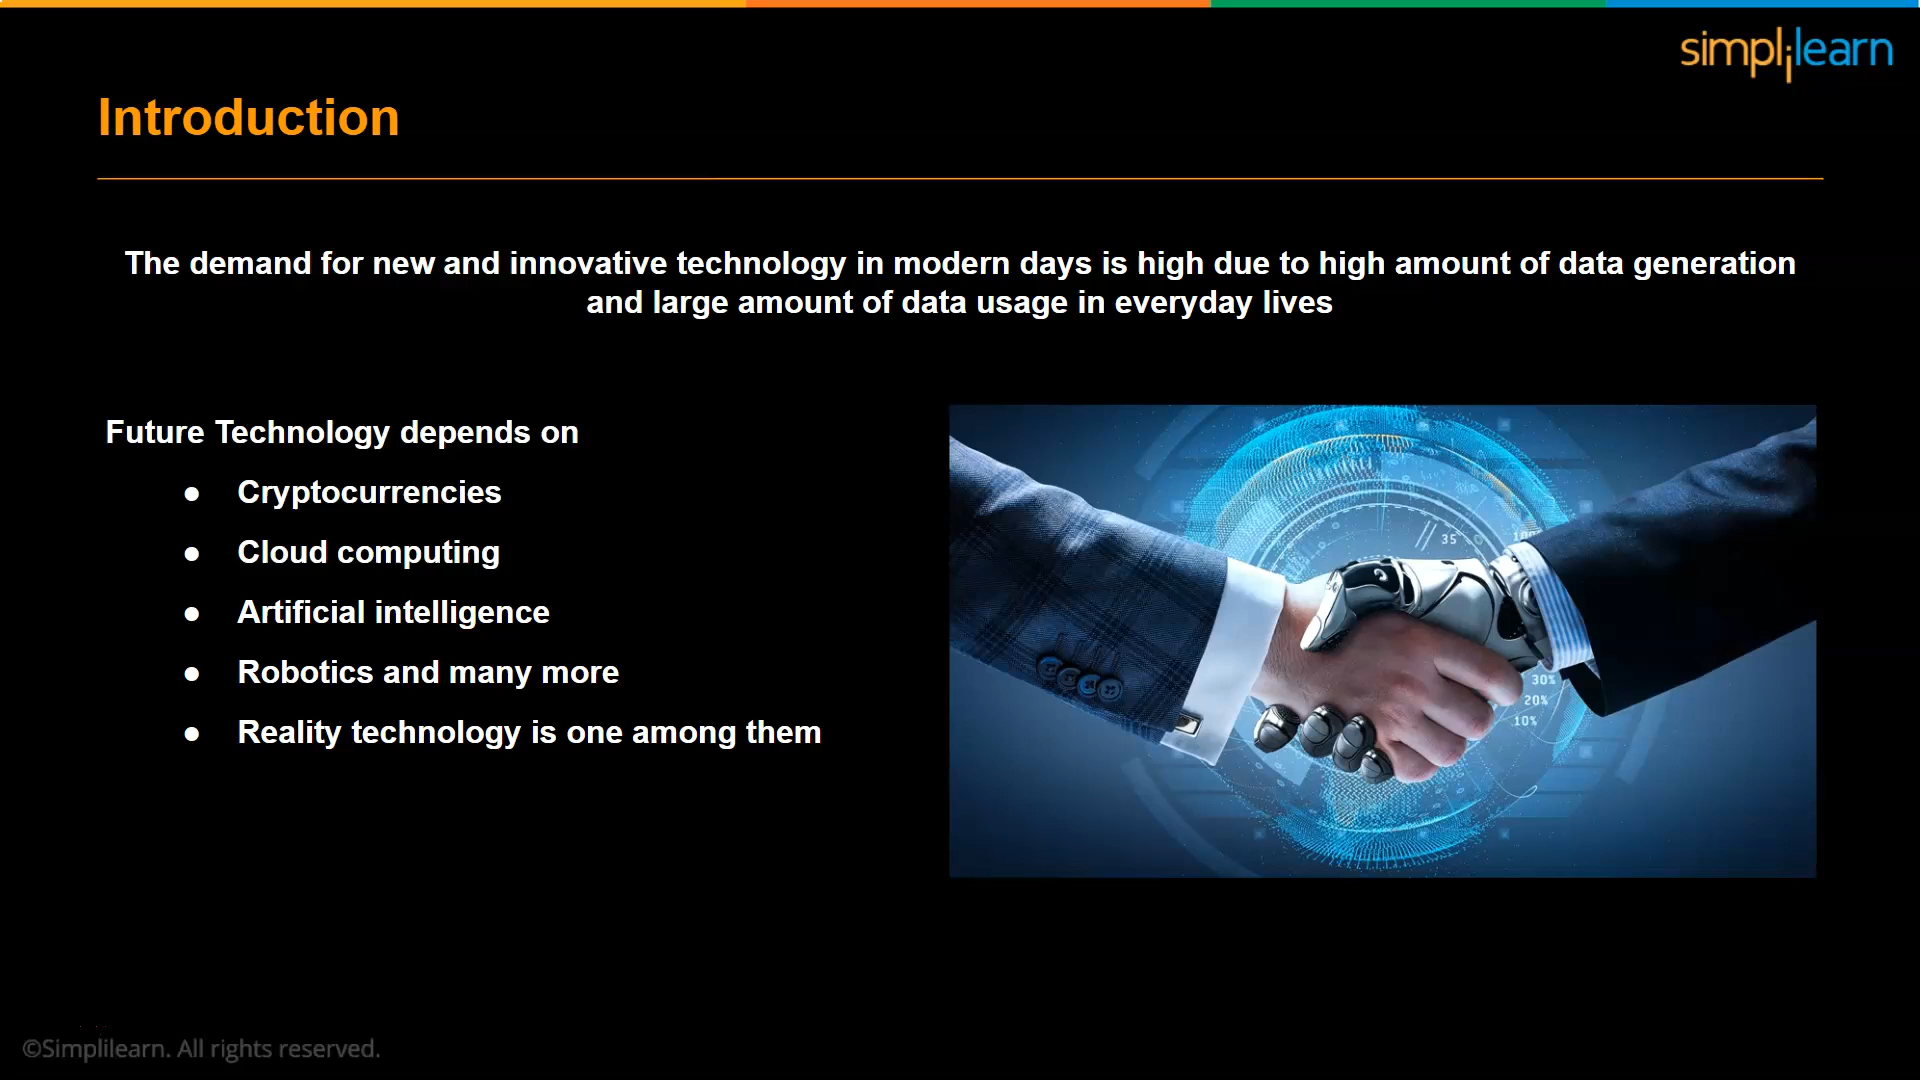 simplilearn
Introduction
The demand for new and innovative technology in modern days is high due to high amount of data generation
and large amount of data usage in everyday lives
Future Technology depends on
● Cryptocurrencies
● Cloud computing
● Artificial intelligence
● Robotics and many more
● Reality technology is one among them
35
100
30%
20%
10%
©Simplilearn. All rights reserved.